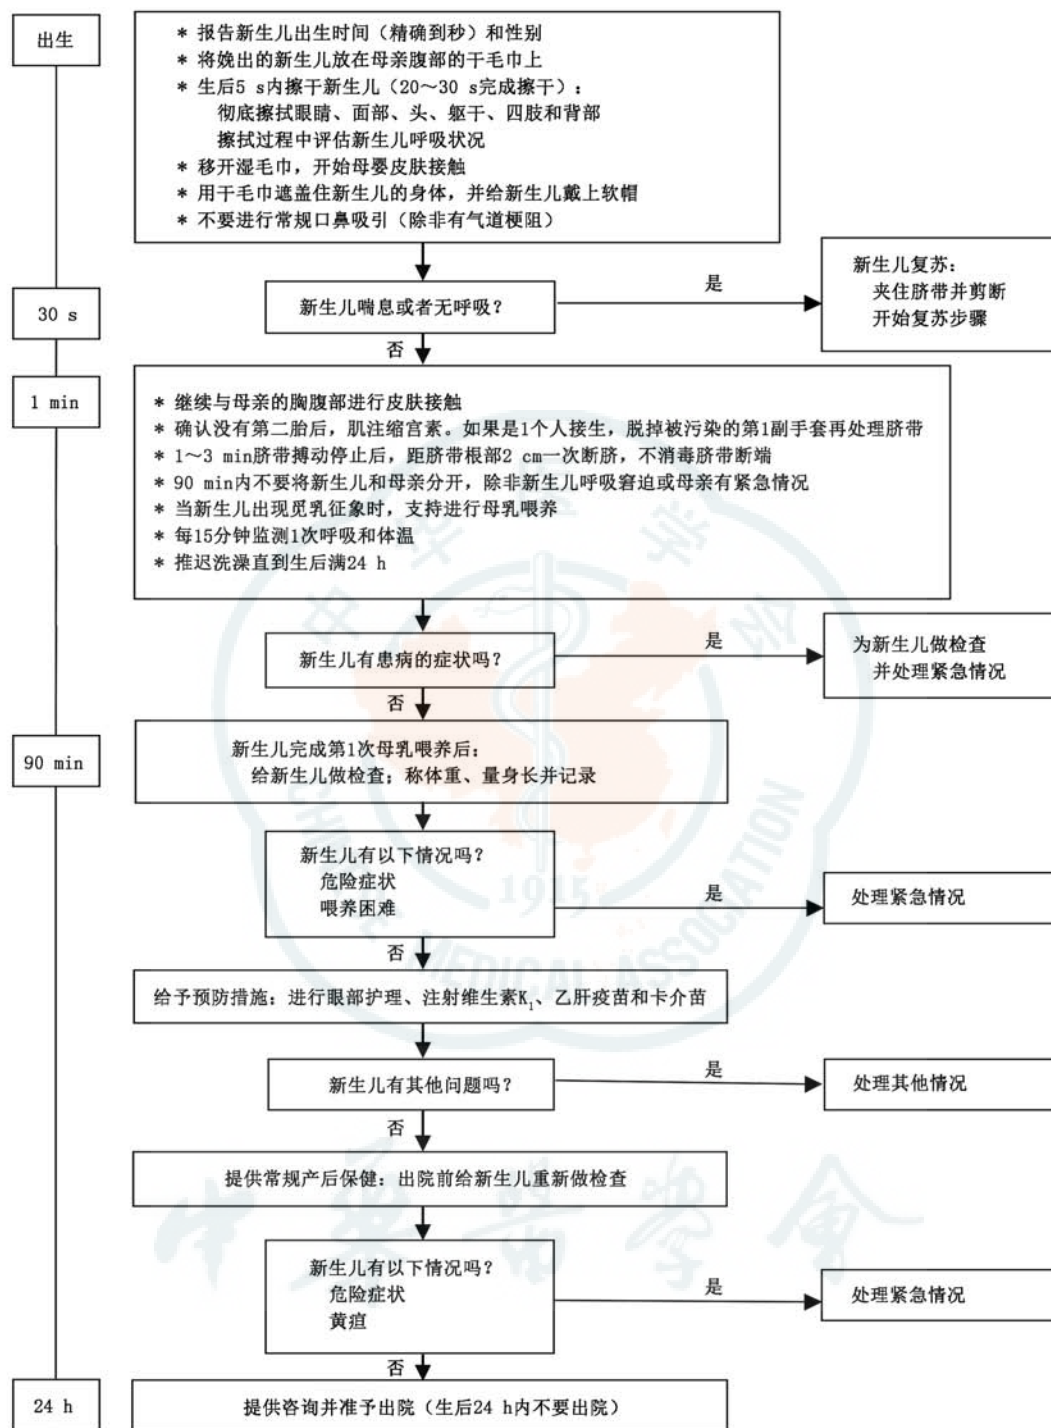 出生
* 报告新生儿出生时间（精确到秒）和性别
* 将娩出的新生儿放在母亲腹部的干毛巾上
* 生后5 s内擦干新生儿（20～30 s完成擦干）：
彻底擦拭眼睛、面部、头、躯干、四肢和背部
擦拭过程中评估新生儿呼吸状况
* 移开湿毛巾，开始母婴皮肤接触
* 用干毛巾遮盖住新生儿的身体，并给新生儿戴上软帽
* 不要进行常规口鼻吸引（除非有气道梗阻）
30 s
新生儿喘息或者无呼吸？
是
新生儿复苏：
夹住脐带并剪断
开始复苏步骤
否
1 min
* 继续与母亲的胸腹部进行皮肤接触
* 确认没有第二胎后，肌注缩宫素。如果是1个人接生，脱掉被污染的第1副手套再处理脐带
* 1～3 min脐带搏动停止后，距脐带根部2 cm一次断脐，不消毒脐带断端
* 90 min内不要将新生儿和母亲分开，除非新生儿呼吸窘迫或母亲有紧急情况
* 当新生儿出现觅乳征象时，支持进行母乳喂养
* 每15分钟监测1次呼吸和体温
* 推迟洗澡直到生后满24 h
新生儿有患病的症状吗？
是
为新生儿做检查
并处理紧急情况
否
90 min
新生儿完成第1次母乳喂养后：
给新生儿做检查；称体重、量身长并记录
新生儿有以下情况吗？
危险症状
喂养困难
是
处理紧急情况
否
给予预防措施：进行眼部护理、注射维生素K₁、乙肝疫苗和卡介苗
新生儿有其他问题吗？
是
处理其他情况
否
提供常规产后保健：出院前给新生儿重新做检查
新生儿有以下情况吗？
危险症状
黄疸
是
处理紧急情况
否
24 h
提供咨询并准予出院（生后24 h内不要出院）
中华医学会
1915
CHINESE MEDICAL ASSOCIATION
中华医学会